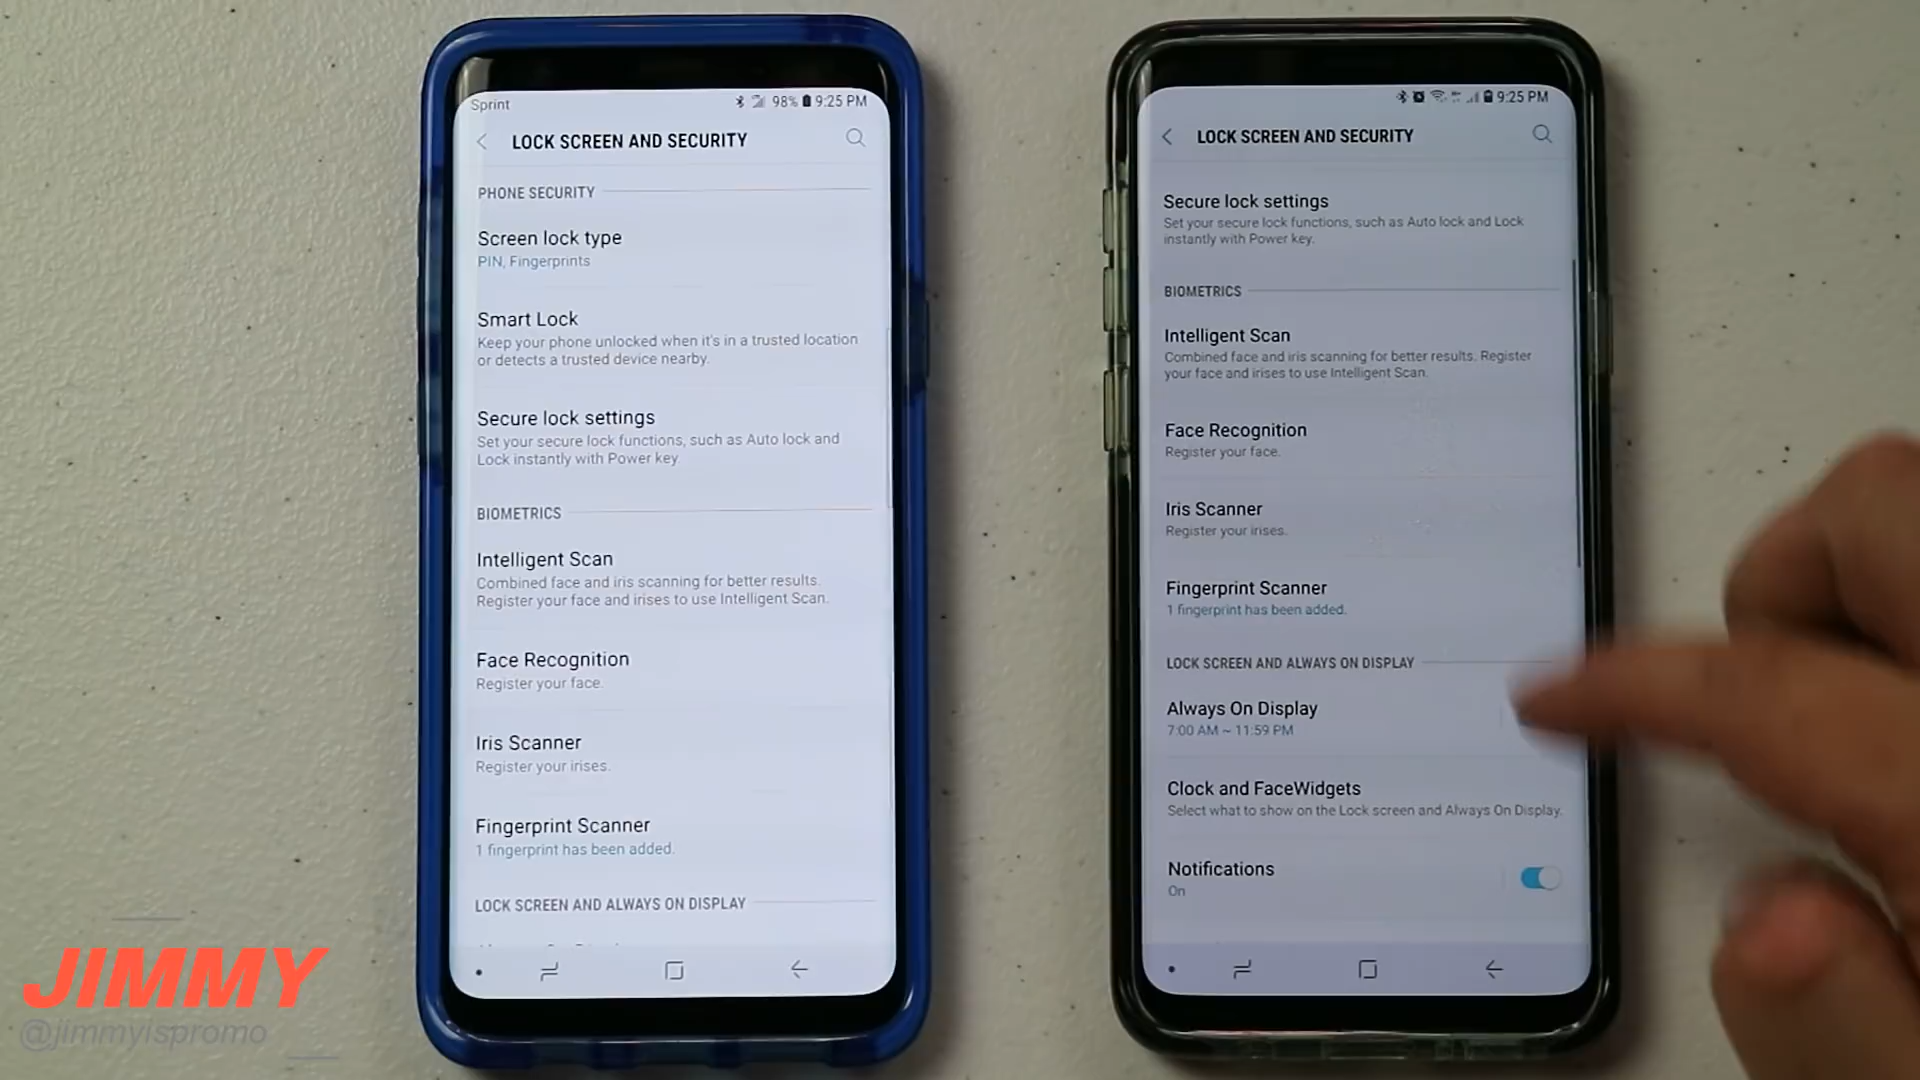 Sprint
98% 9:25 PM
LOCK SCREEN AND SECURITY
PHONE SECURITY
Screen lock type
PIN, Fingerprints
Smart Lock
Keep your phone unlocked when it's in a trusted location
or detects a trusted device nearby.
Secure lock settings
Set your secure lock functions, such as Auto lock and
Lock instantly with Power key.
BIOMETRICS
Intelligent Scan
Combined face and iris scanning for better results.
Register your face and irises to use Intelligent Scan.
Face Recognition
Register your face.
Iris Scanner
Register your irises.
Fingerprint Scanner
1 fingerprint has been added.
LOCK SCREEN AND ALWAYS ON DISPLAY
9:25 PM
LOCK SCREEN AND SECURITY
Secure lock settings
Set your secure lock functions, such as Auto lock and Lock
instantly with Power key.
BIOMETRICS
Intelligent Scan
Combined face and iris scanning for better results. Register
your face and irises to use Intelligent Scan.
Face Recognition
Register your face.
Iris Scanner
Register your irises.
Fingerprint Scanner
1 fingerprint has been added.
LOCK SCREEN AND ALWAYS ON DISPLAY
Always On Display
7:00 AM ~ 11:59 PM
Clock and FaceWidgets
Select what to show on the Lock screen and Always On Display.
Notifications
On
JIMMY
@jimmyispromo